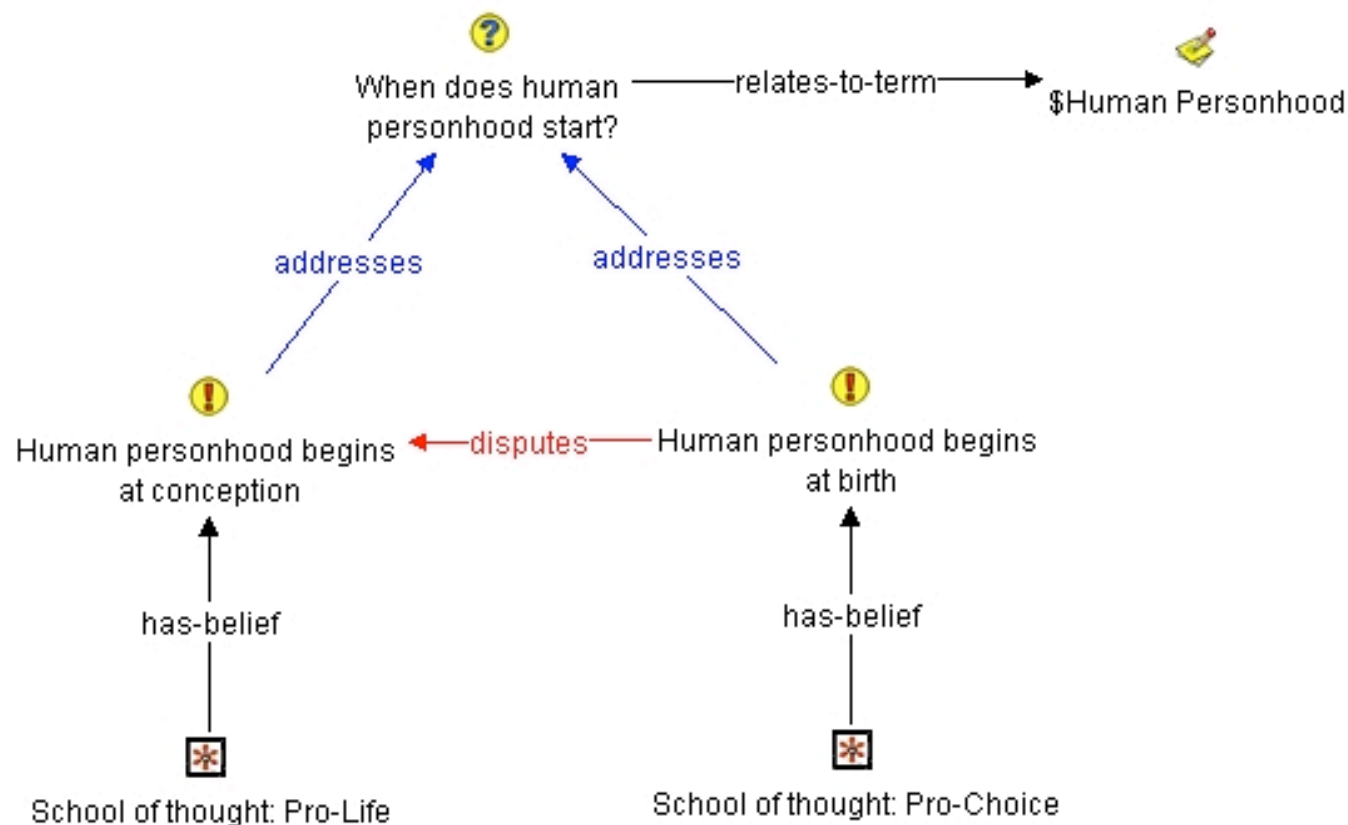 When does human
personhood start?
relates-to-term
$Human Personhood
addresses
addresses
Human personhood begins
at conception
disputes
Human personhood begins
at birth
has-belief
has-belief
School of thought: Pro-Life
School of thought: Pro-Choice